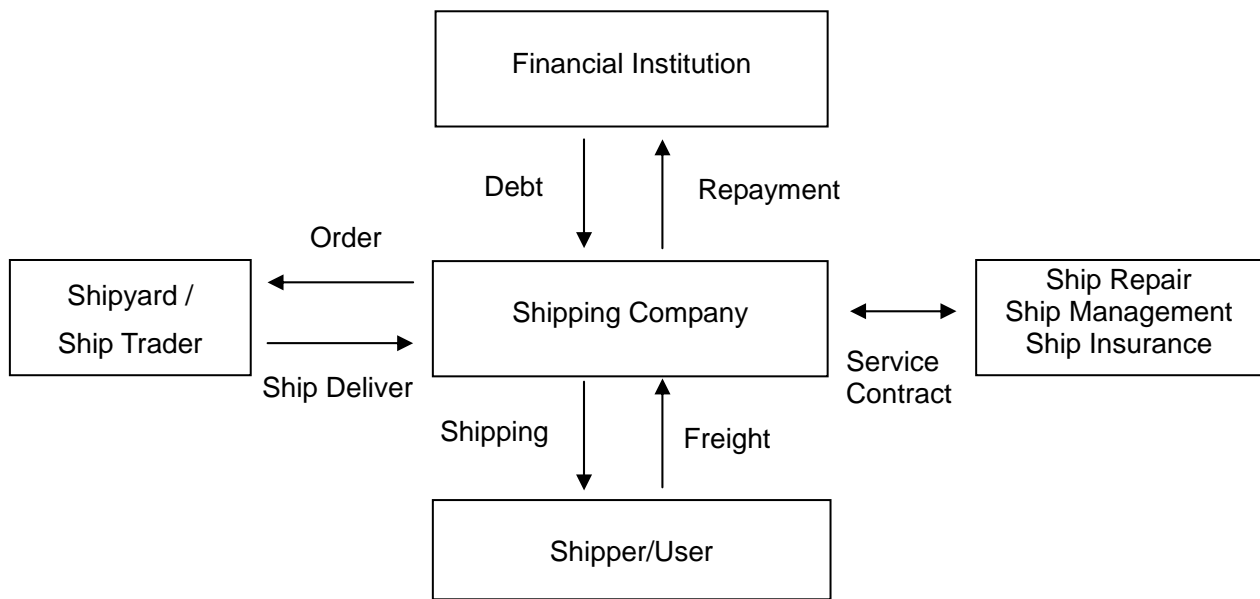 Financial Institution
Debt
Repayment
Order
Shipyard /
Ship Trader
Ship Deliver
Shipping Company
Ship Repair
Ship Management
Ship Insurance
Service
Contract
Shipping
Freight
Shipper/User